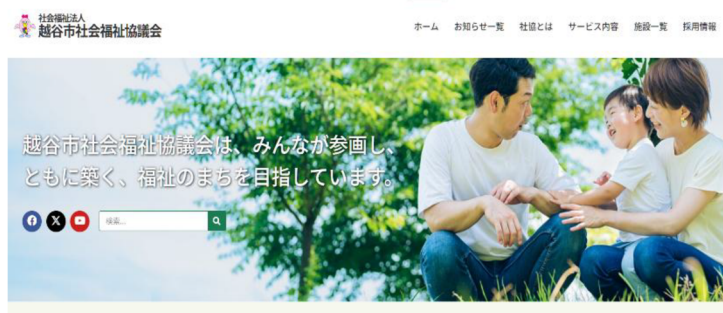 社会福祉法人
越谷市社会福祉協議会
ホーム お知らせ一覧 社協とは サービス内容 施設一覧 採用情報
越谷市社会福祉協議会は、みんなが参画し、
ともに築く、福祉のまちを目指しています。
検索...